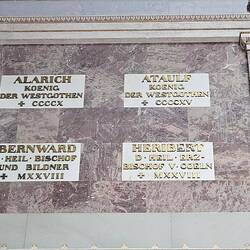 ALARICH
KOENIG
DER WESTGOTHEN
+ CCCCX
ATAULF
KOENIG
DER WESTGOTHEN
+ CCCCXV
BERNWARD
D · HEIL · BISCHOF
UND BILDNER
+ MXXVIII
HERIBERT
D · HEIL · ERZ-
BISCHOF V · COELN
+ MXXVIII